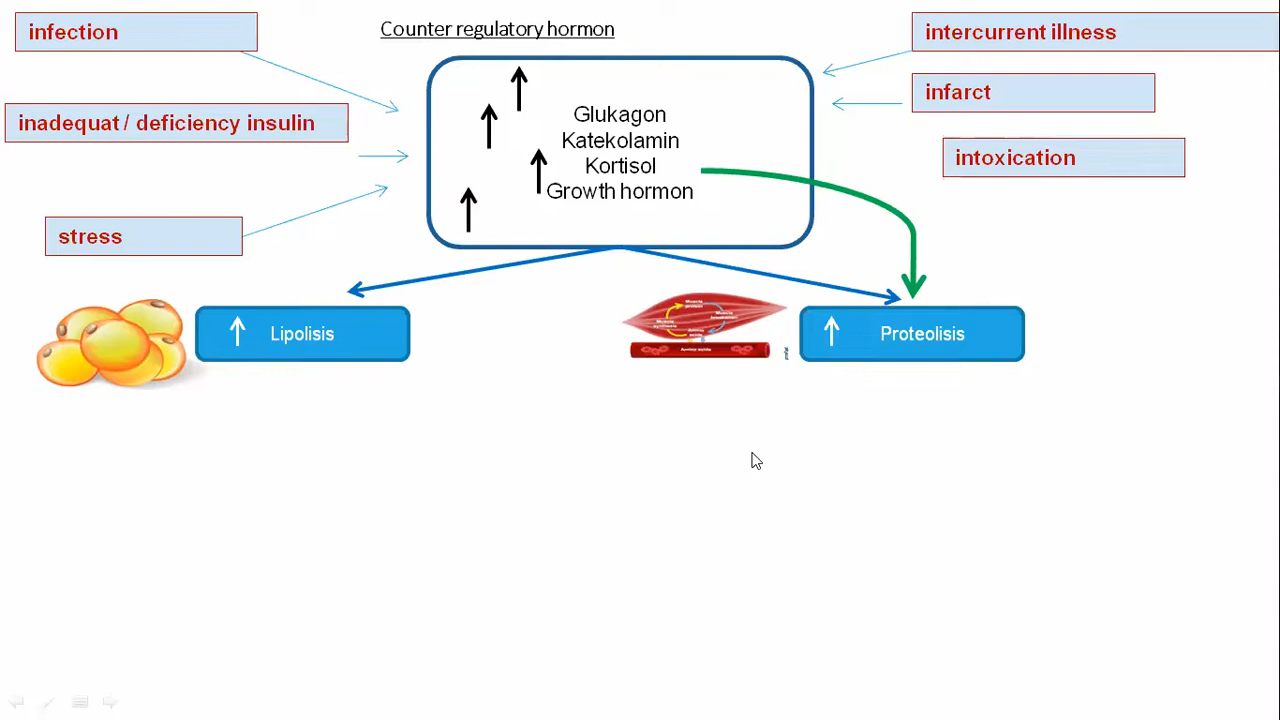 Counter regulatory hormon
infection
inadequat / deficiency insulin
stress
Glukagon
Katekolamin
Kortisol
Growth hormon
intercurrent illness
infarct
intoxication
Lipolisis
Proteolisis